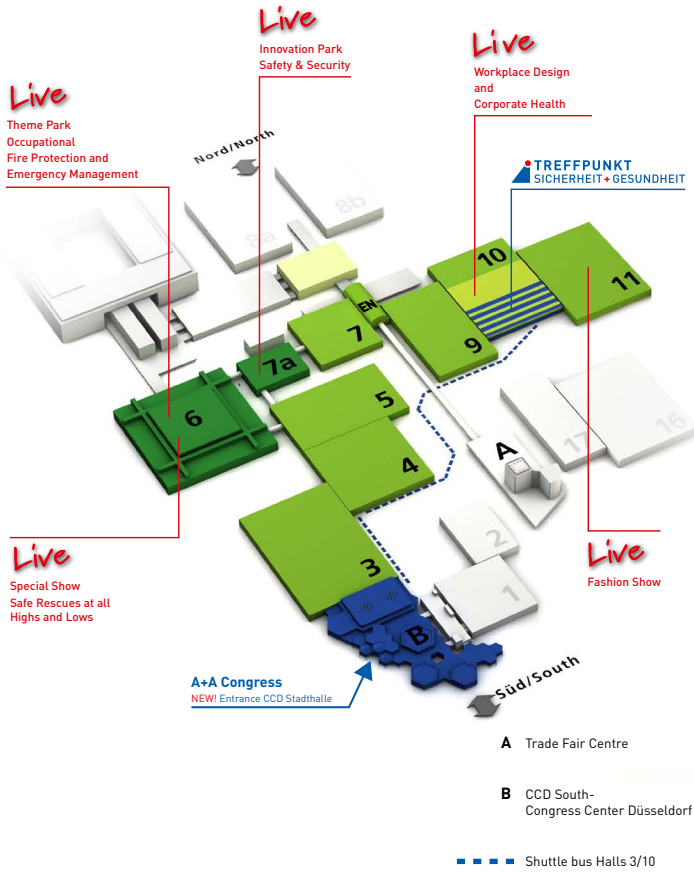 Live
Innovation Park
Safety & Security
Live
Workplace Design
and
Corporate Health
Live
Theme Park
Occupational
Fire Protection and
Emergency Management
Nord/North
TREFFPUNKT
SICHERHEIT+GESUNDHEIT
8a
8b
10
11
EN
7
9
7a
6
5
4
A
17
16
3
2
1
B
Live
Special Show
Safe Rescues at all
Highs and Lows
Live
Fashion Show
A+A Congress
NEW! Entrance CCD Stadthalle
Süd/South
A Trade Fair Centre
B CCD South-
Congress Center Düsseldorf
Shuttle bus Halls 3/10